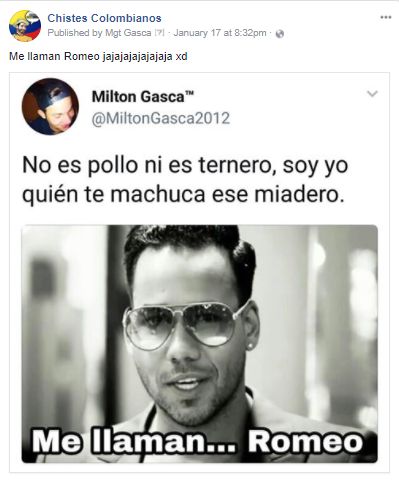 Chistes Colombianos
Published by Mgt Gasca [?] · January 17 at 8:32pm ·
Me llaman Romeo jajajajajajajaja xd
Milton Gasca™
@MiltonGasca2012
No es pollo ni es ternero, soy yo
quién te machuca ese miadero.
Me llaman... Romeo